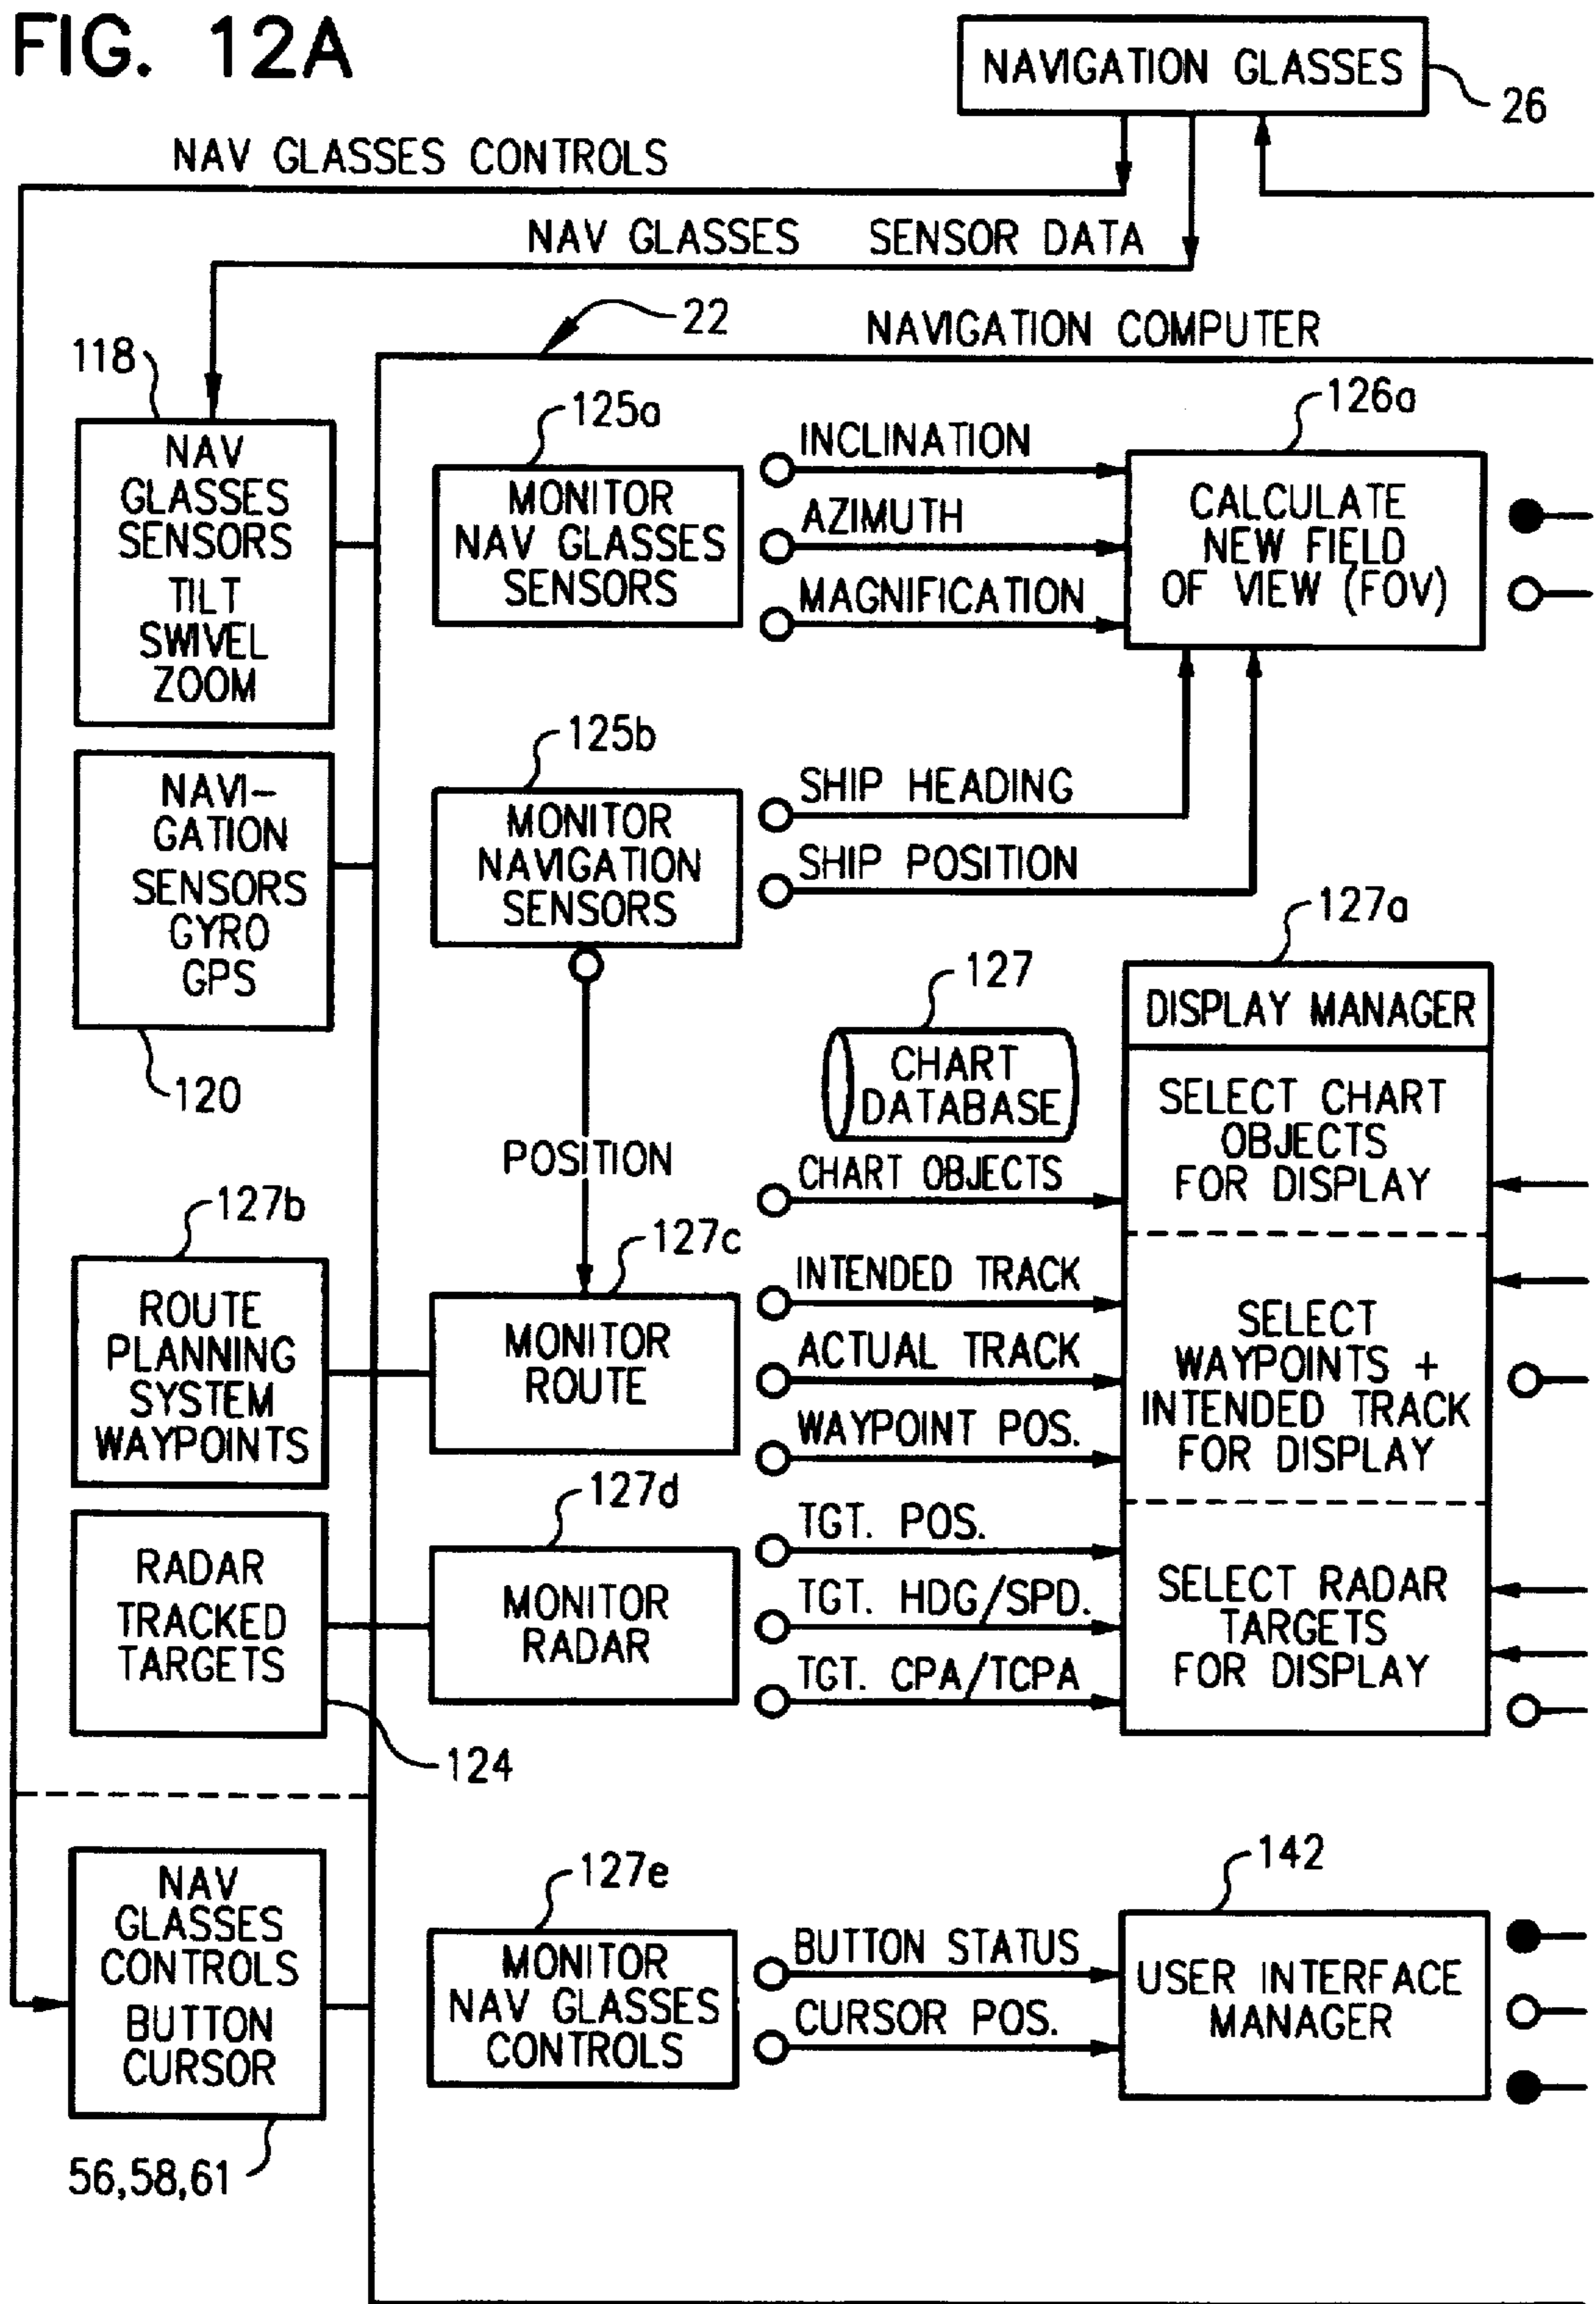 FIG. 12A
NAVIGATION GLASSES
26
NAV GLASSES CONTROLS
NAV GLASSES SENSOR DATA
22
NAVIGATION COMPUTER
118
NAV
GLASSES
SENSORS
TILT
SWIVEL
ZOOM
125a
MONITOR
NAV GLASSES
SENSORS
INCLINATION
AZIMUTH
MAGNIFICATION
126a
CALCULATE
NEW FIELD
OF VIEW (FOV)
NAVI-
GATION
SENSORS
GYRO
GPS
120
125b
MONITOR
NAVIGATION
SENSORS
SHIP HEADING
SHIP POSITION
POSITION
127
CHART
DATABASE
CHART OBJECTS
127a
DISPLAY MANAGER
SELECT CHART
OBJECTS
FOR DISPLAY
127b
ROUTE
PLANNING
SYSTEM
WAYPOINTS
127c
MONITOR
ROUTE
INTENDED TRACK
ACTUAL TRACK
WAYPOINT POS.
SELECT
WAYPOINTS +
INTENDED TRACK
FOR DISPLAY
RADAR
TRACKED
TARGETS
124
127d
MONITOR
RADAR
TGT. POS.
TGT. HDG/SPD.
TGT. CPA/TCPA
SELECT RADAR
TARGETS
FOR DISPLAY
NAV
GLASSES
CONTROLS
BUTTON
CURSOR
56,58,61
127e
MONITOR
NAV GLASSES
CONTROLS
BUTTON STATUS
CURSOR POS.
142
USER INTERFACE
MANAGER